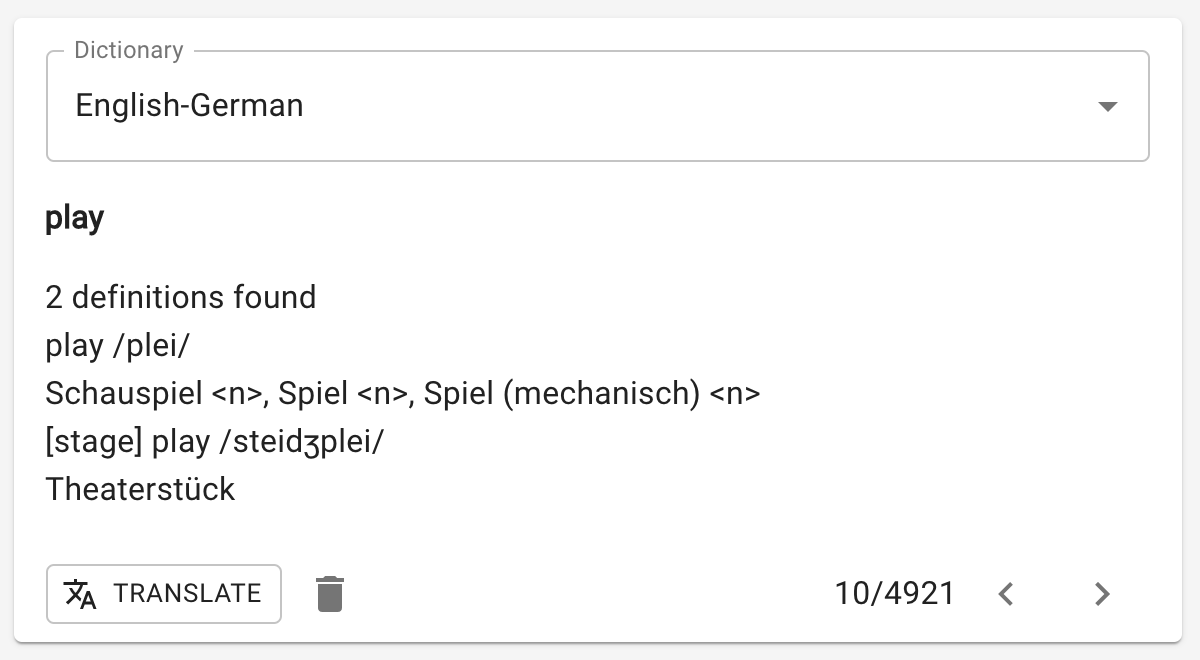 Dictionary
English-German
play
2 definitions found
play /plei/
Schauspiel <n>, Spiel <n>, Spiel (mechanisch) <n>
[stage] play /steidʒplei/
Theaterstück
TRANSLATE
10/4921